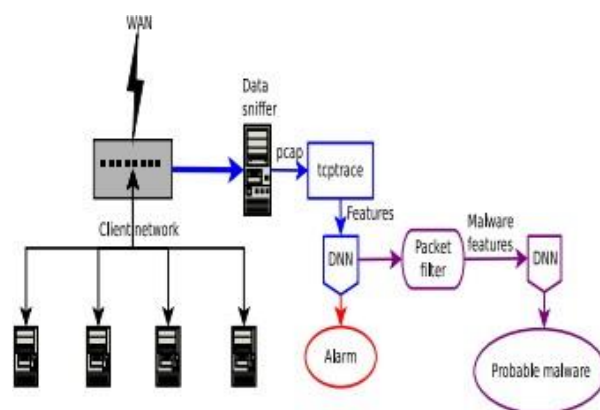 WAN
Data
sniffer
pcap
tcptrace
Client network
Features
DNN
Packet
filter
Malware
features
DNN
Alarm
Probable malware